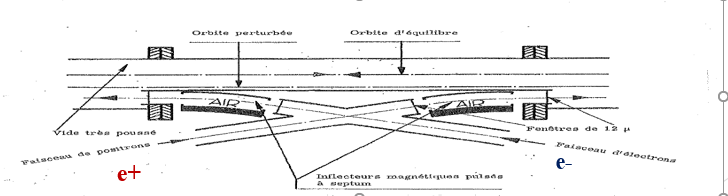 Orbite perturbée
Orbite d'équilibre
AIR
AIR
Vide très poussé
Fenêtres de 12 μ
Faisceau de positrons
Faisceau d'électrons
e+
e-
Inflecteurs magnétiques pulsés
à septum